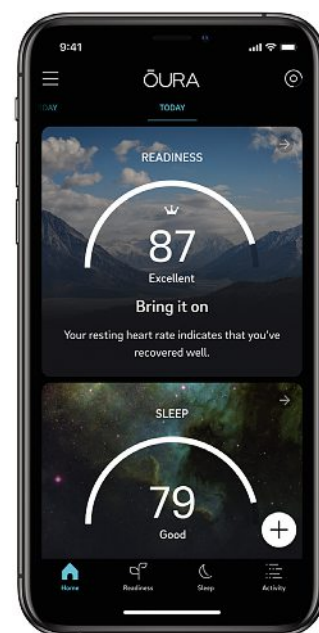 9:41
ŌURA
DAY
TODAY
READINESS
87
Excellent
Bring it on
Your resting heart rate indicates that you've
recovered well.
SLEEP
79
Good
Home
Readiness
Sleep
Activity